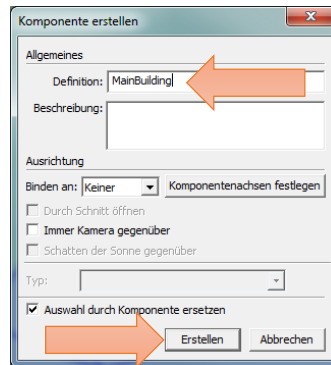 Komponente erstellen
Allgemeines
Definition: MainBuilding
Beschreibung:
Ausrichtung
Binden an: Keiner Komponentenachsen festlegen
Durch Schnitt öffnen
Immer Kamera gegenüber
Schatten der Sonne gegenüber
Typ:
Auswahl durch Komponente ersetzen
Erstellen Abbrechen